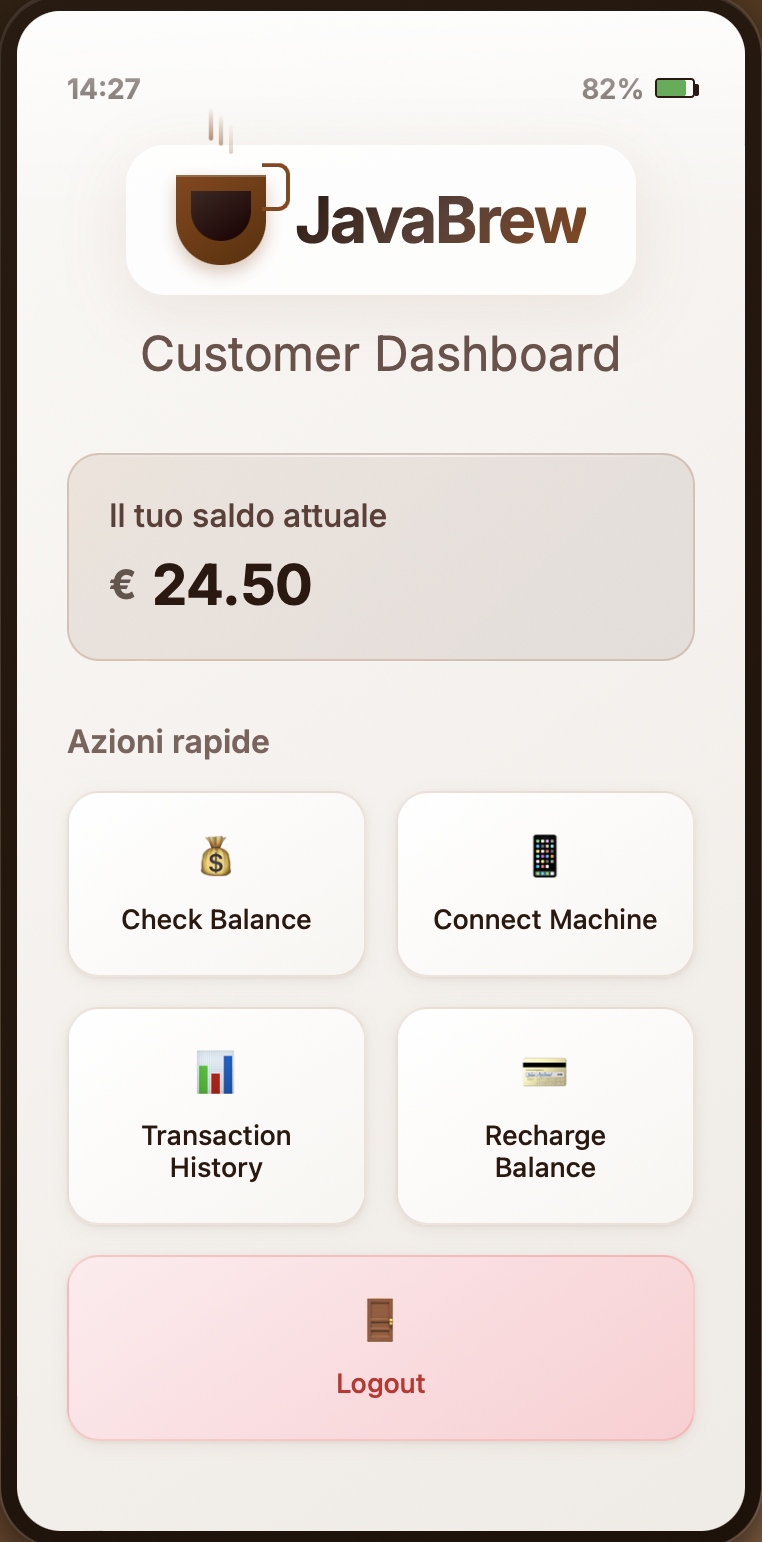 14:27
82%
JavaBrew
Customer Dashboard
Il tuo saldo attuale
€ 24.50
Azioni rapide
Check Balance
Connect Machine
Transaction
History
Recharge
Balance
Logout